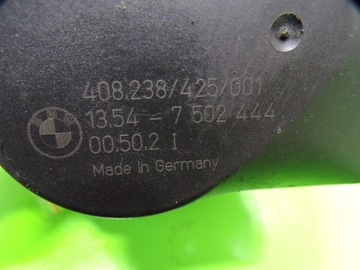 408.238/425/001
13.54 - 7 502 444
00.50.2 I
Made in Germany